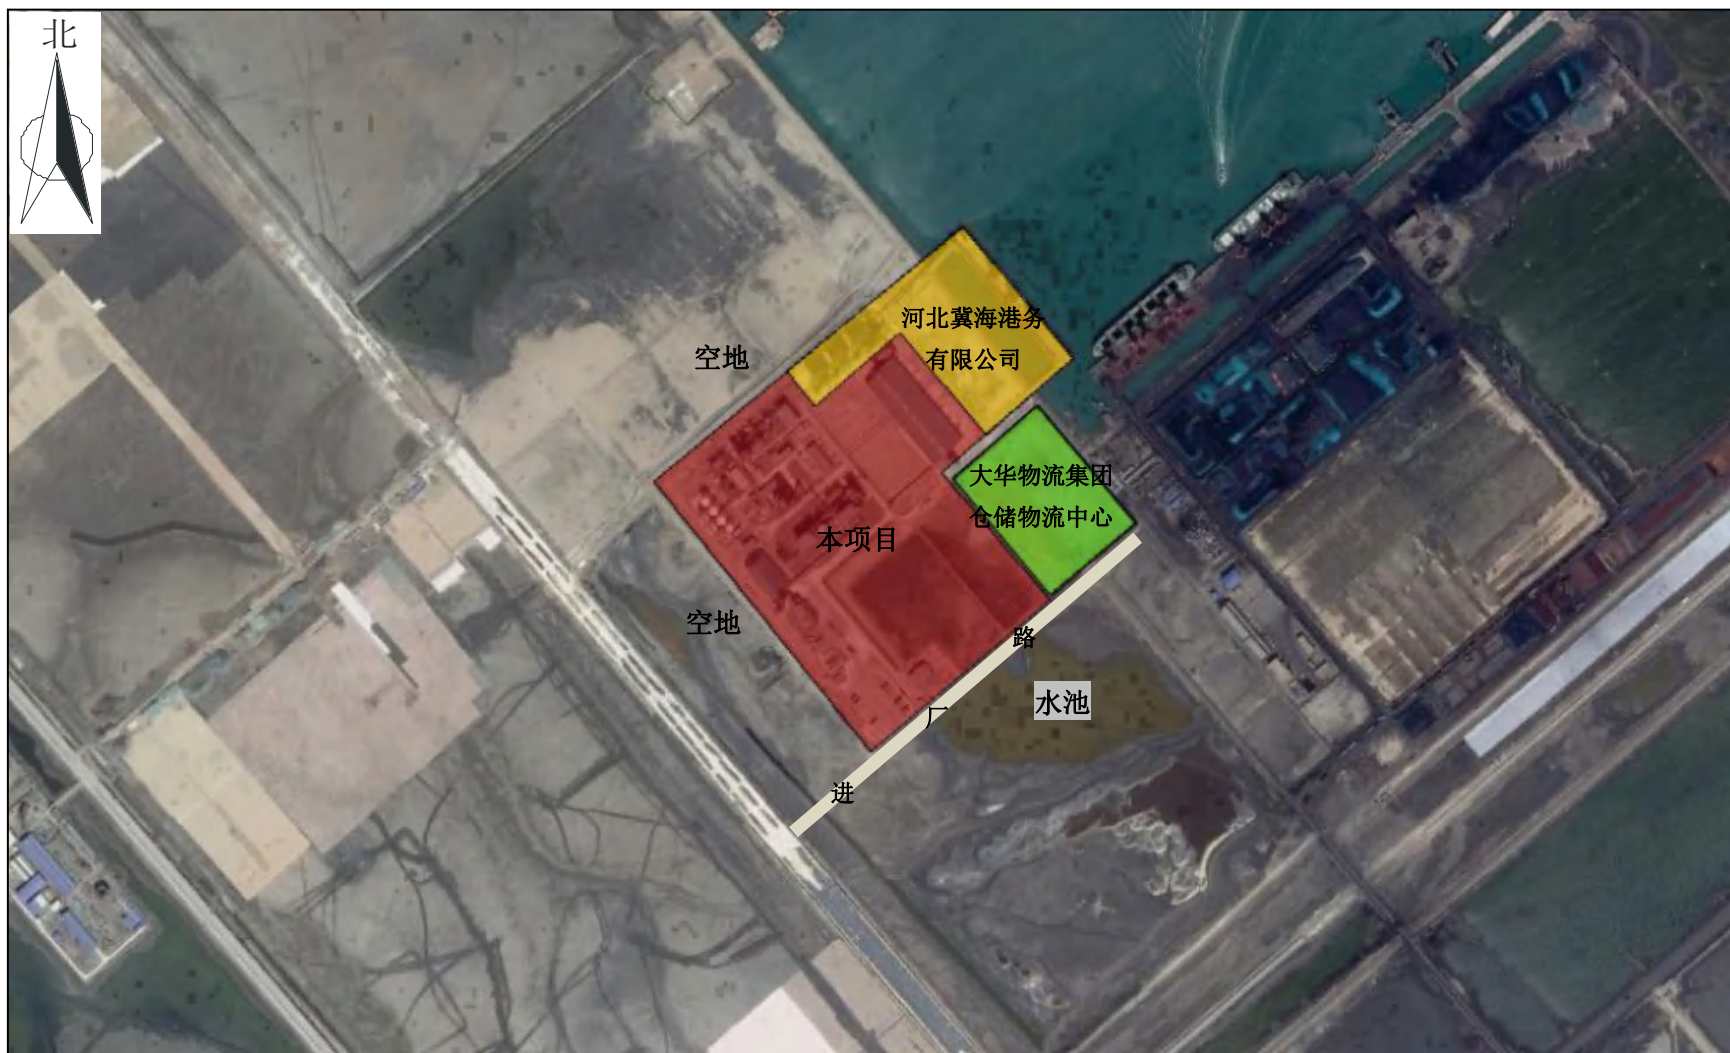 北
河北冀海港务
有限公司
空地
大华物流集团
仓储物流中心
本项目
空地
进厂路
水池